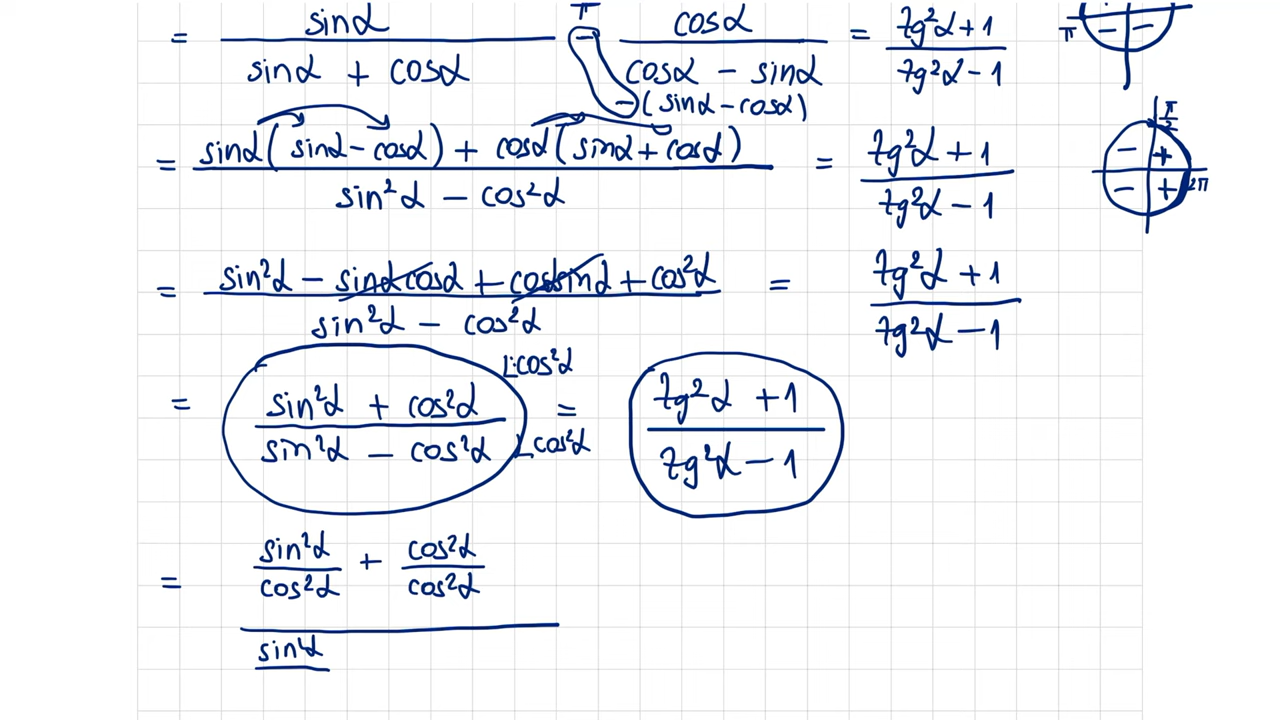 = sinα / (sinα + cosα) − cosα / (cosα − sinα) = (tg²α + 1) / (tg²α − 1)
π
π − −
−(sinα − cosα)
= (sinα(sinα − cosα) + cosα(sinα + cosα)) / (sin²α − cos²α) = (tg²α + 1) / (tg²α − 1)
π/2
− +
− + 2π
= (sin²α − sinαcosα + cosαsinα + cos²α) / (sin²α − cos²α) = (tg²α + 1) / (tg²α − 1)
= (sin²α + cos²α) / (sin²α − cos²α) |:cos²α |:cos²α = (tg²α + 1) / (tg²α − 1)
= sin²α/cos²α + cos²α/cos²α
sin²α